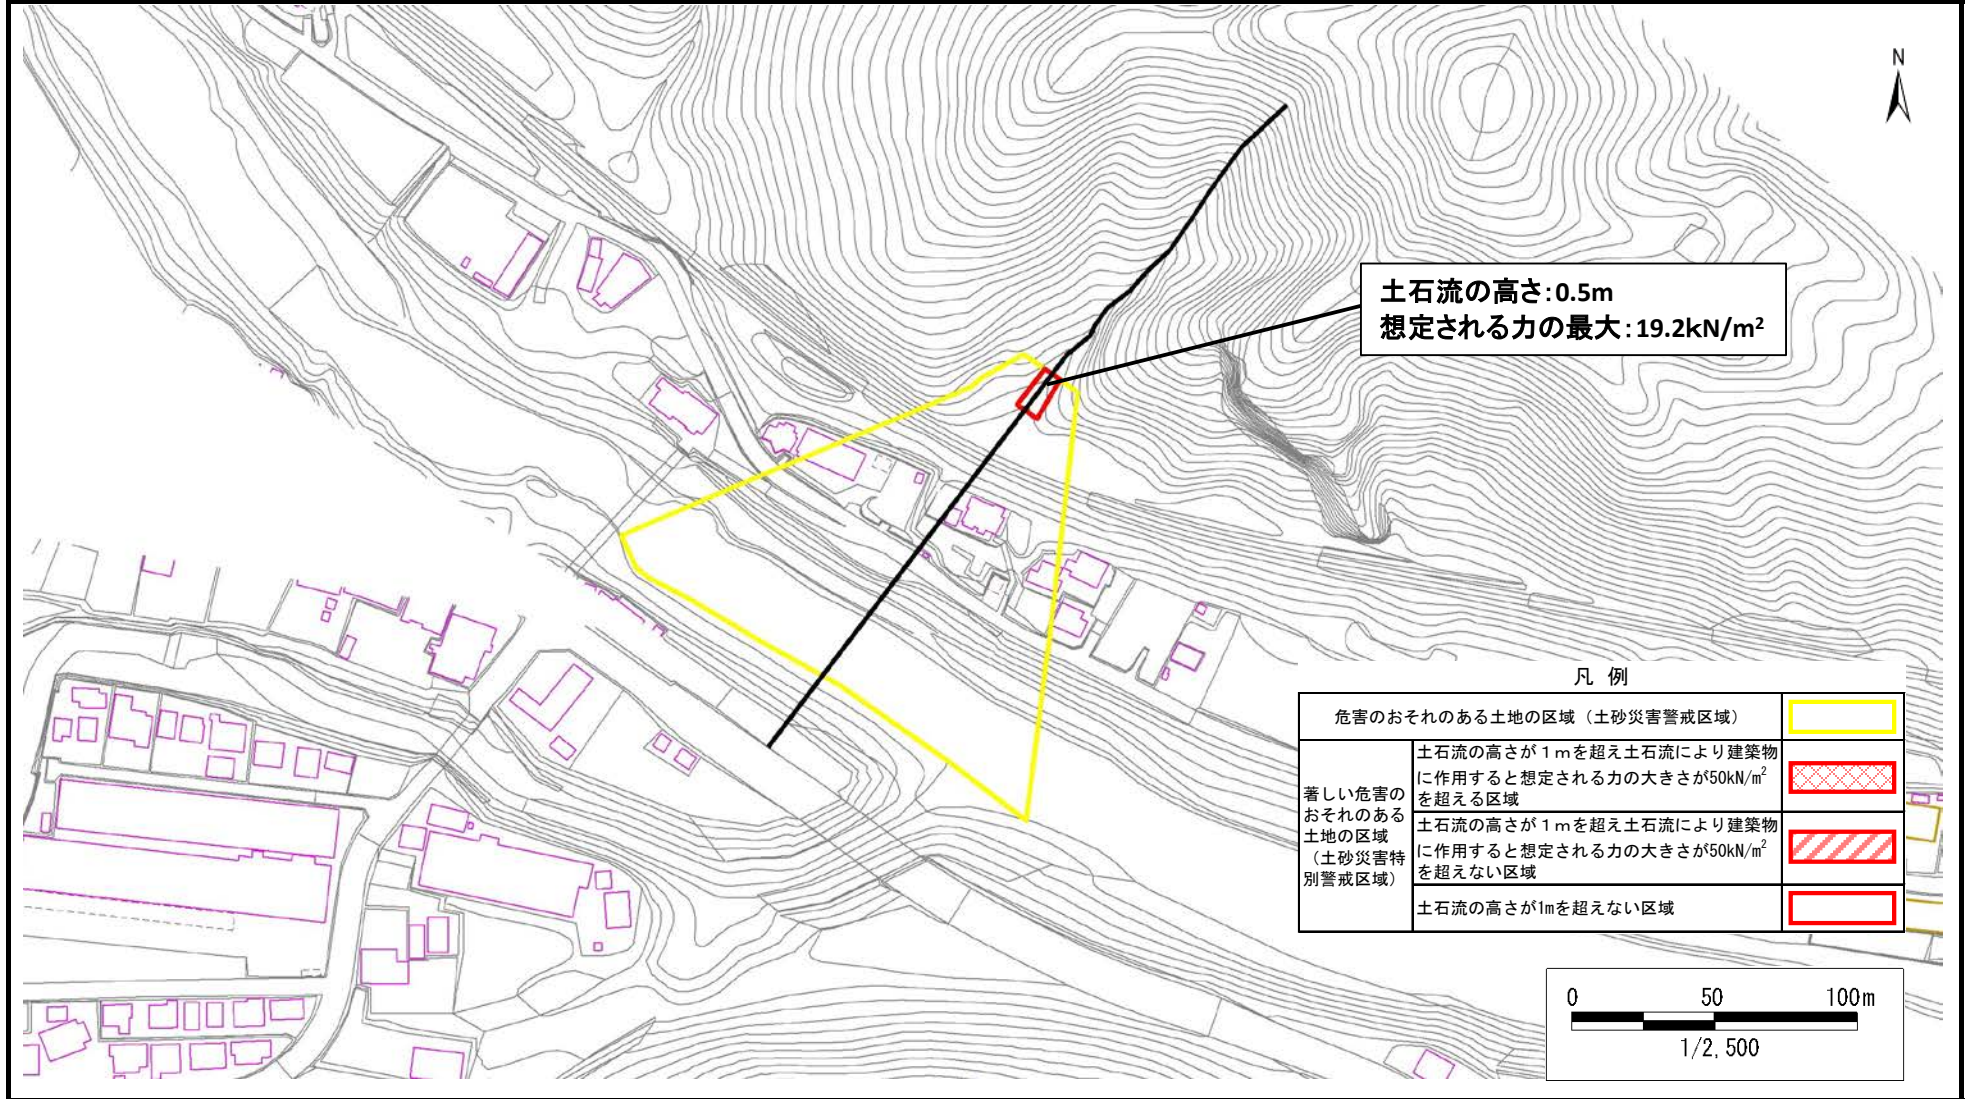 N
土石流の高さ:0.5m
想定される力の最大:19.2kN/m²
凡 例
危害のおそれのある土地の区域（土砂災害警戒区域）
著しい危害の
おそれのある
土地の区域
（土砂災害特
別警戒区域）
土石流の高さが１ｍを超え土石流により建築物
に作用すると想定される力の大きさが50kN/㎡
を超える区域
土石流の高さが１ｍを超え土石流により建築物
に作用すると想定される力の大きさが50kN/㎡
を超えない区域
土石流の高さが1mを超えない区域
0 50 100m
1/2,500